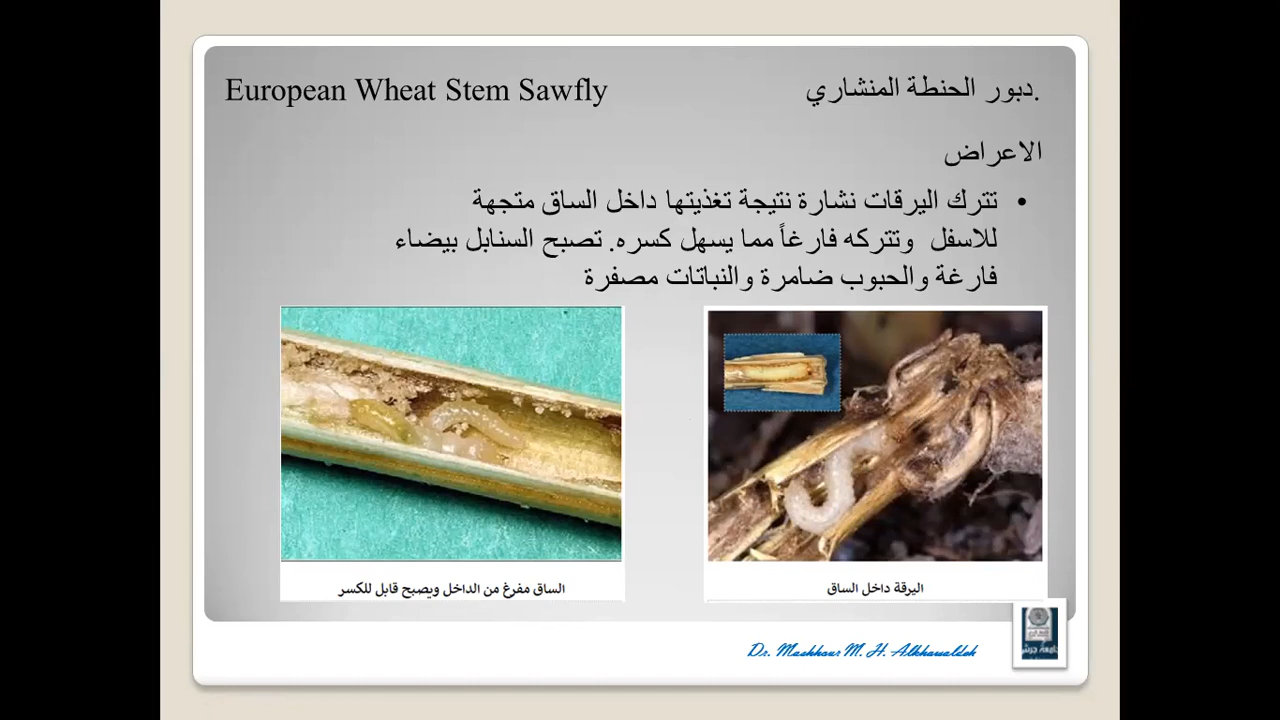 European Wheat Stem Sawfly
دبور الحنطة المنشاري.
الاعراض
• تترك اليرقات نشارة نتيجة تغذيتها داخل الساق متجهة
للاسفل وتتركه فارغاً مما يسهل كسره. تصبح السنابل بيضاء
فارغة والحبوب ضامرة والنباتات مصفرة
اليرقة داخل الساق
الساق مفرغ من الداخل ويصبح قابل للكسر
Dr. Mashhour M. H. Alkhawaldeh